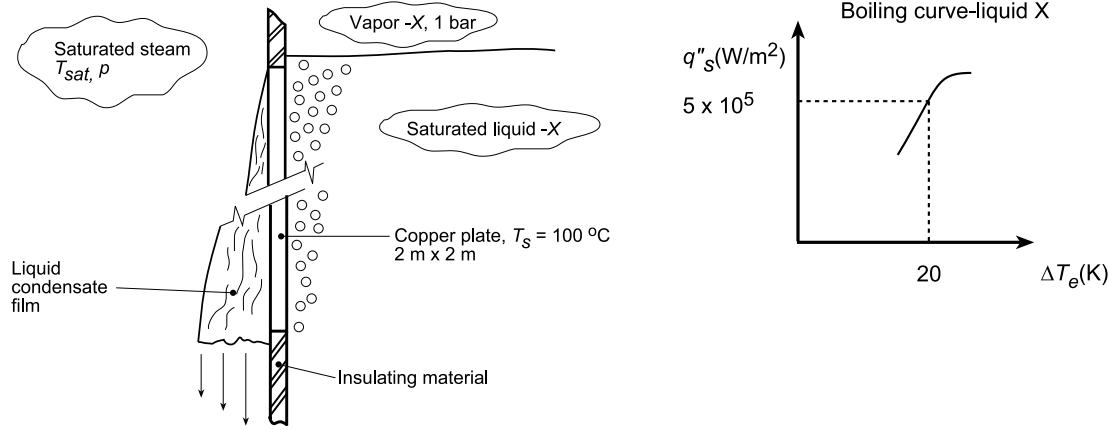 Saturated steam
T_sat, p
Vapor -X, 1 bar
Saturated liquid -X
Copper plate, T_s = 100 °C
2 m x 2 m
Liquid
condensate
film
Insulating material
Boiling curve-liquid X
q"_s(W/m²)
5 x 10⁵
20
ΔT_e(K)